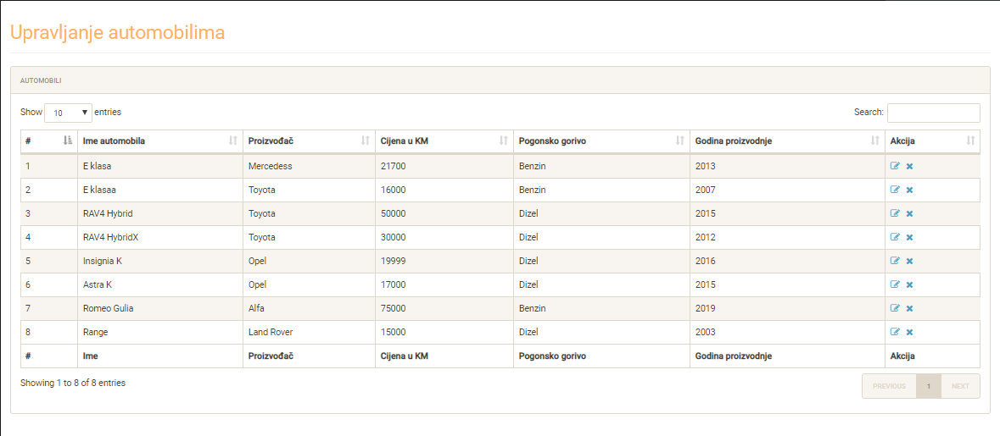 Upravljanje automobilima
AUTOMOBILI
Show 10 entries Search:
# Ime automobila Proizvođač Cijena u KM Pogonsko gorivo Godina proizvodnje Akcija
1 E klasa Mercedess 21700 Benzin 2013
2 E klasaa Toyota 16000 Benzin 2007
3 RAV4 Hybrid Toyota 50000 Dizel 2015
4 RAV4 HybridX Toyota 30000 Dizel 2012
5 Insignia K Opel 19999 Dizel 2016
6 Astra K Opel 17000 Dizel 2015
7 Romeo Gulia Alfa 75000 Benzin 2019
8 Range Land Rover 15000 Dizel 2003
# Ime Proizvođač Cijena u KM Pogonsko gorivo Godina proizvodnje Akcija
Showing 1 to 8 of 8 entries PREVIOUS 1 NEXT